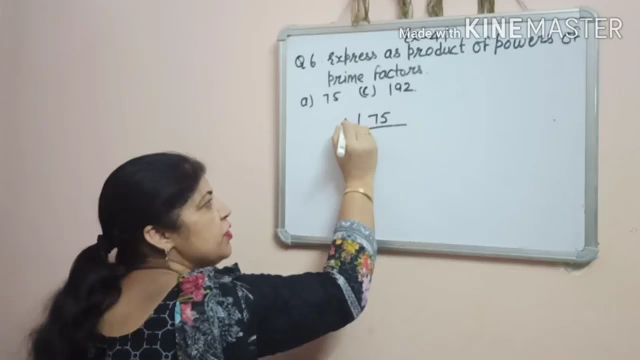 Made with KINEMASTER
Q6 Express as product of powers of
prime factors.
a) 75 (c) 192
75